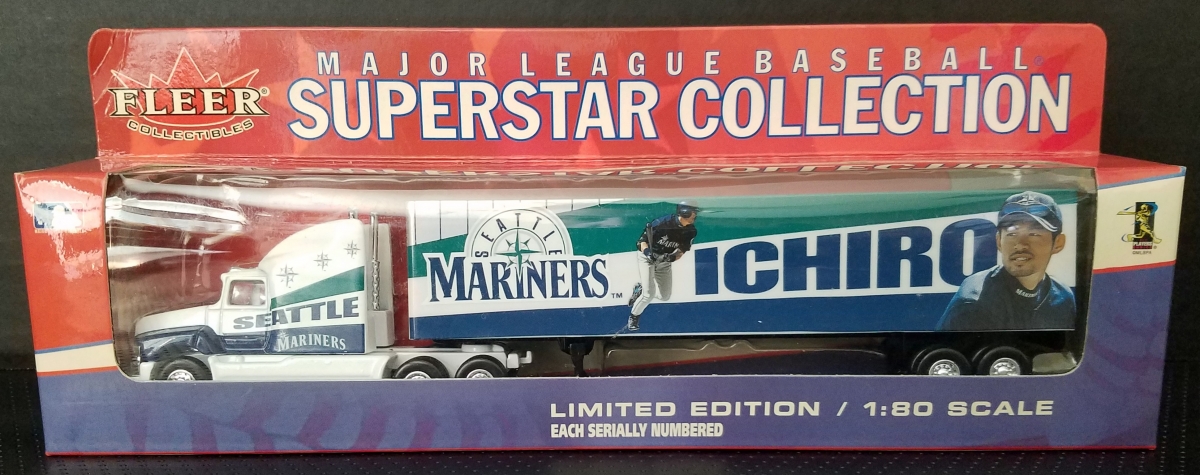 MAJOR LEAGUE BASEBALL
FLEER®
COLLECTIBLES
SUPERSTAR COLLECTION
SEATTLE
MARINERS™
ICHIRO
SEATTLE
MARINERS
LIMITED EDITION / 1:80 SCALE
EACH SERIALLY NUMBERED